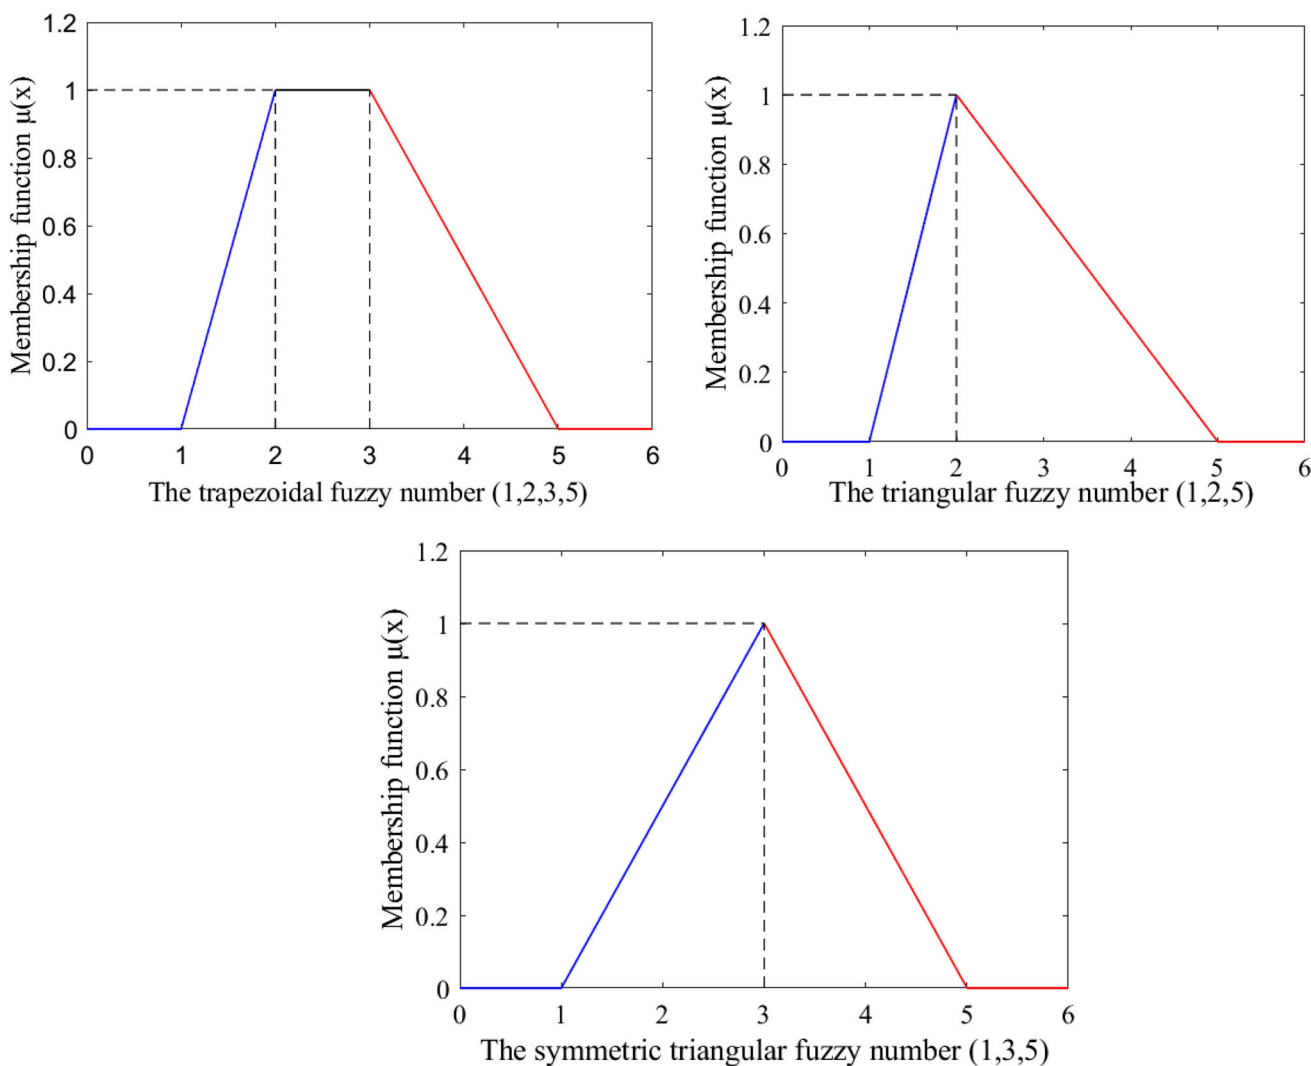 1.2
1
0.8
0.6
0.4
0.2
0
0 1 2 3 4 5 6
Membership function μ(x)
The trapezoidal fuzzy number (1,2,3,5)
1.2
1
0.8
0.6
0.4
0.2
0
0 1 2 3 4 5 6
Membership function μ(x)
The triangular fuzzy number (1,2,5)
1.2
1
0.8
0.6
0.4
0.2
0
0 1 2 3 4 5 6
Membership function μ(x)
The symmetric triangular fuzzy number (1,3,5)